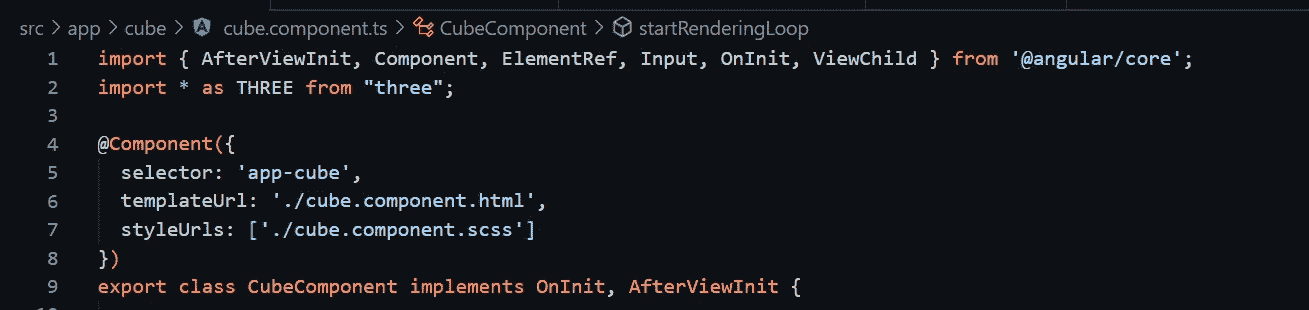 src > app > cube > cube.component.ts > CubeComponent > startRenderingLoop
1 import { AfterViewInit, Component, ElementRef, Input, OnInit, ViewChild } from '@angular/core';
2 import * as THREE from "three";
3
4 @Component({
5 selector: 'app-cube',
6 templateUrl: './cube.component.html',
7 styleUrls: ['./cube.component.scss']
8 })
9 export class CubeComponent implements OnInit, AfterViewInit {